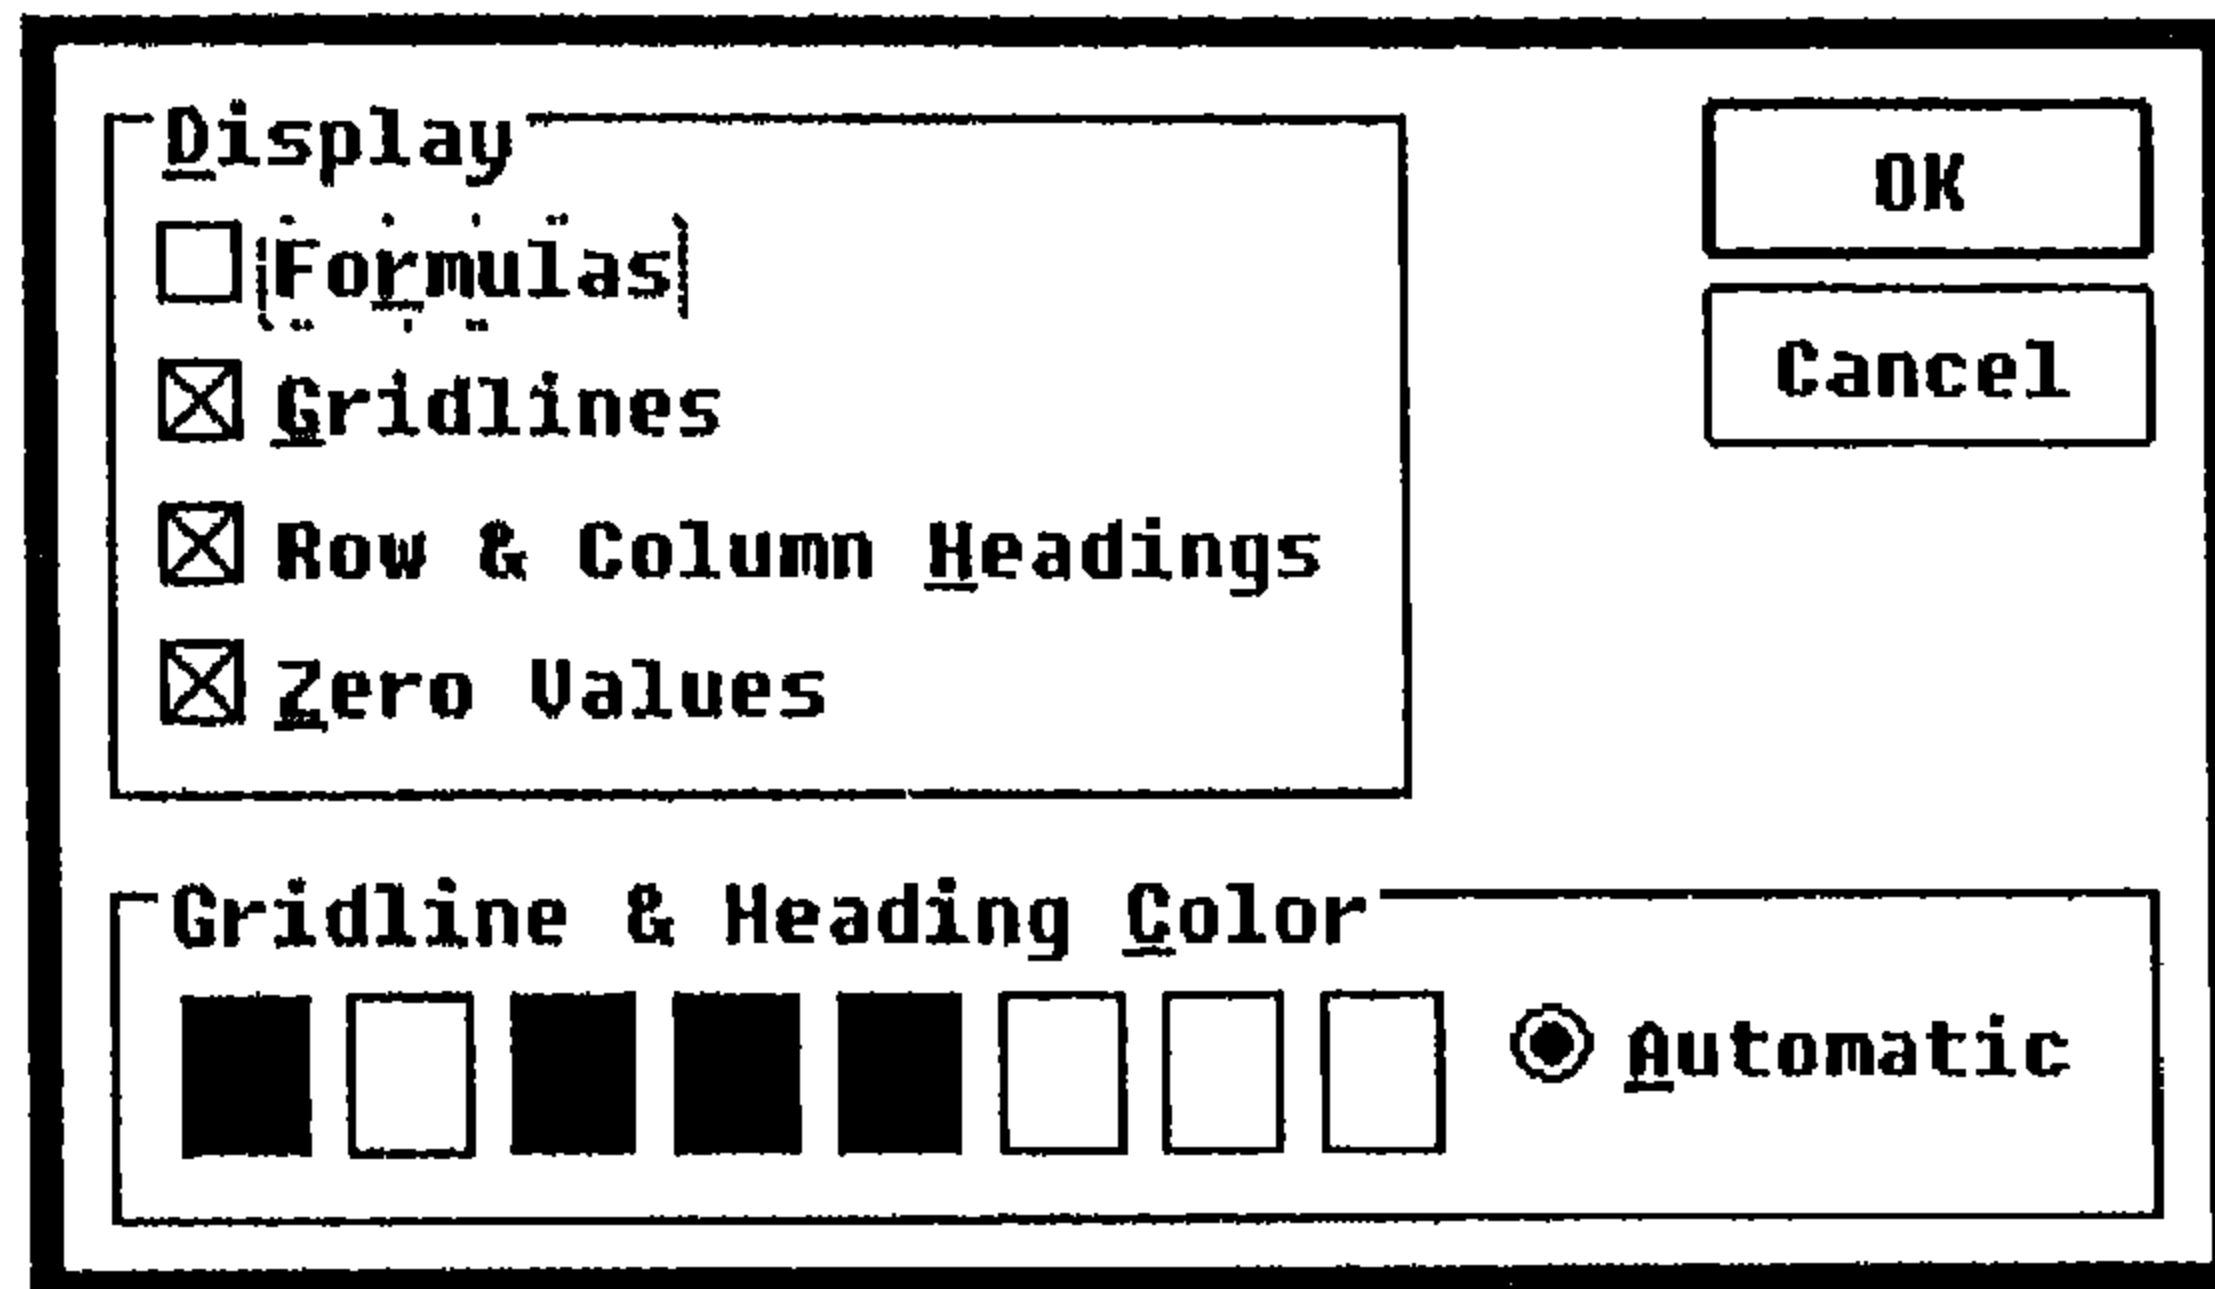 Display
OK
Formulas
Cancel
Gridlines
Row & Column Headings
Zero Values
Gridline & Heading Color
Automatic